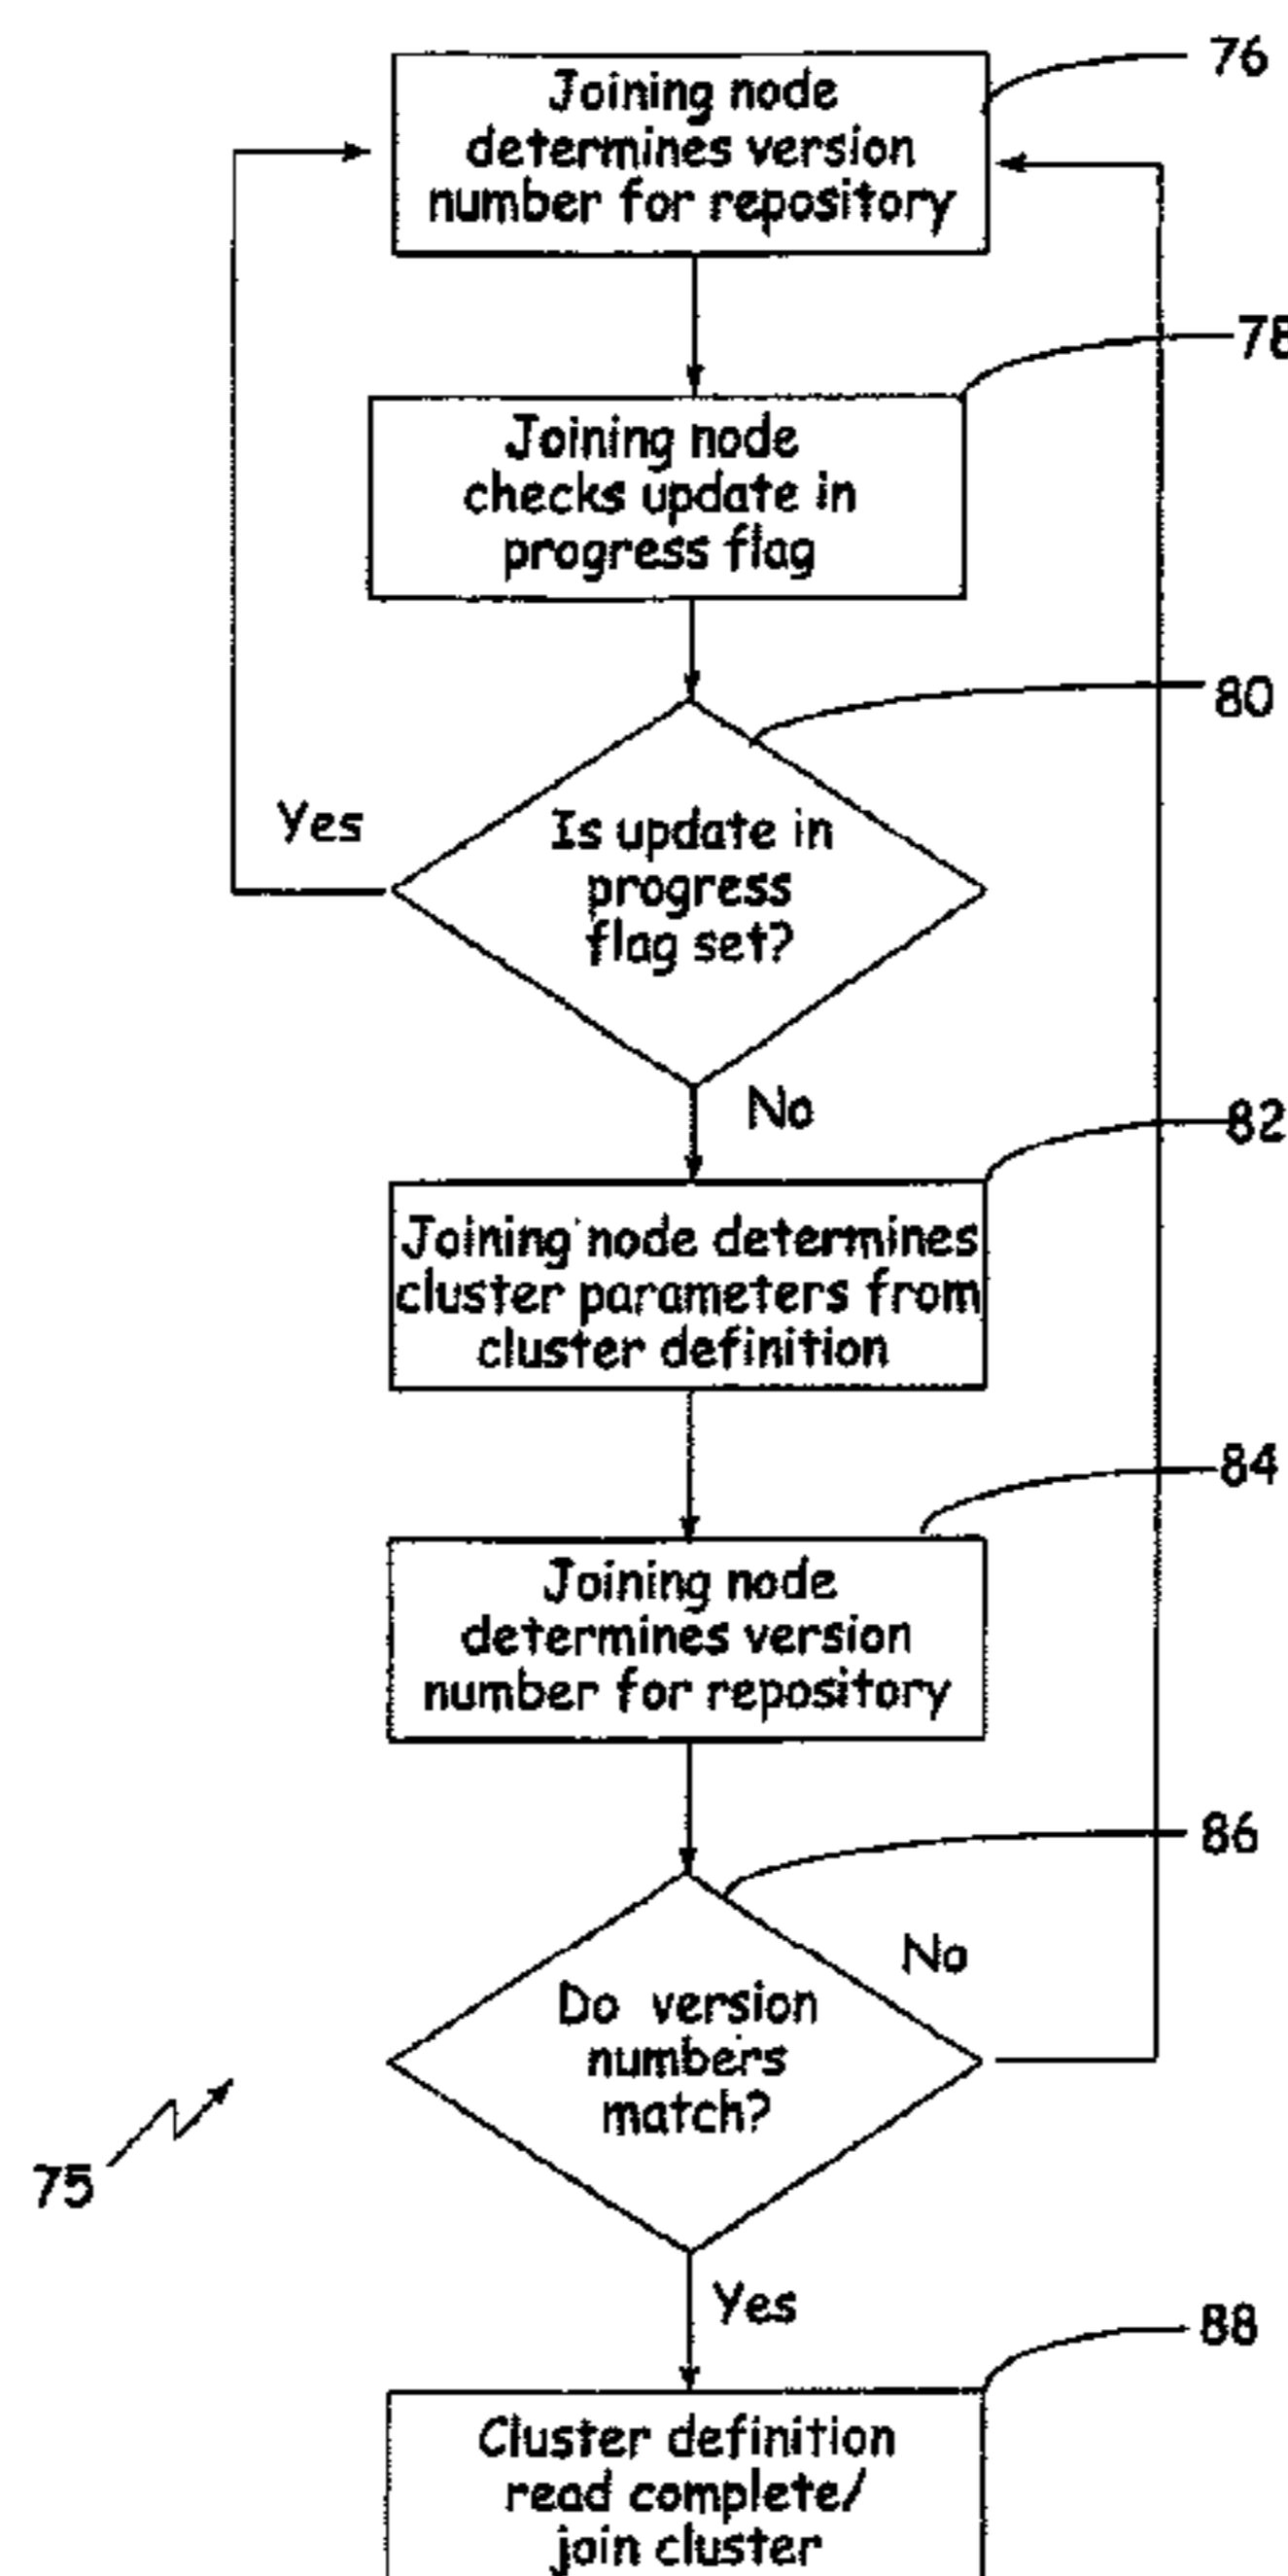 76
Joining node
determines version
number for repository
78
Joining node
checks update in
progress flag
80
Yes
Is update in
progress
flag set?
No
82
Joining node determines
cluster parameters from
cluster definition
84
Joining node
determines version
number for repository
86
No
Do version
numbers
match?
75
Yes
88
Cluster definition
read complete/
join cluster